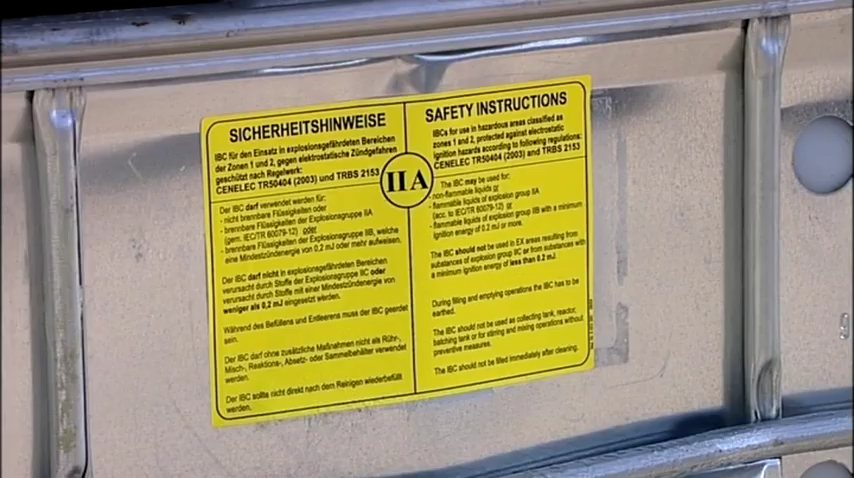 SICHERHEITSHINWEISE
IBC für den Einsatz in explosionsgefährdeten Bereichen
der Zonen 1 und 2, gegen elektrostatische Zündgefahren
geschützt nach Regelwerk:
CENELEC TR50404 (2003) und TRBS 2153
Der IBC darf verwendet werden für:
- nicht brennbare Flüssigkeiten oder
- brennbare Flüssigkeiten der Explosionsgruppe IIA
(gem. IEC/TR 60079-12) oder
- brennbare Flüssigkeiten der Explosionsgruppe IIB, welche
eine Mindestzündenergie von 0.2 mJ oder mehr aufweisen.
Der IBC darf nicht in explosionsgefährdeten Bereichen
verursacht durch Stoffe der Explosionsgruppe IIC oder
verursacht durch Stoffe mit einer Mindestzündenergie von
weniger als 0,2 mJ eingesetzt werden.
Während des Befüllens und Entleerens muss der IBC geerdet
sein.
Der IBC darf ohne zusätzliche Maßnahmen nicht als Rühr-,
Misch-, Reaktions-, Absetz- oder Sammelbehälter verwendet
werden.
Der IBC sollte nicht direkt nach dem Reinigen wiederbefüllt
werden.
IIA
SAFETY INSTRUCTIONS
IBCs for use in hazardous areas classified as
zones 1 and 2, protected against electrostatic
ignition hazards according to following regulations:
CENELEC TR50404 (2003) and TRBS 2153
The IBC may be used for:
- non-flammable liquids or
- flammable liquids of explosion group IIA
(acc. to IEC/TR 60079-12) or
- flammable liquids of explosion group IIB with a minimum
ignition energy of 0.2 mJ or more.
The IBC should not be used in EX areas resulting from
substances of explosion group IIC or from substances with
a minimum ignition energy of less than 0.2 mJ.
During filling and emptying operations the IBC has to be
earthed.
The IBC should not be used as collecting tank, reactor,
batching tank or for stirring and mixing operations without
preventive measures.
The IBC should not be filled immediately after cleaning.